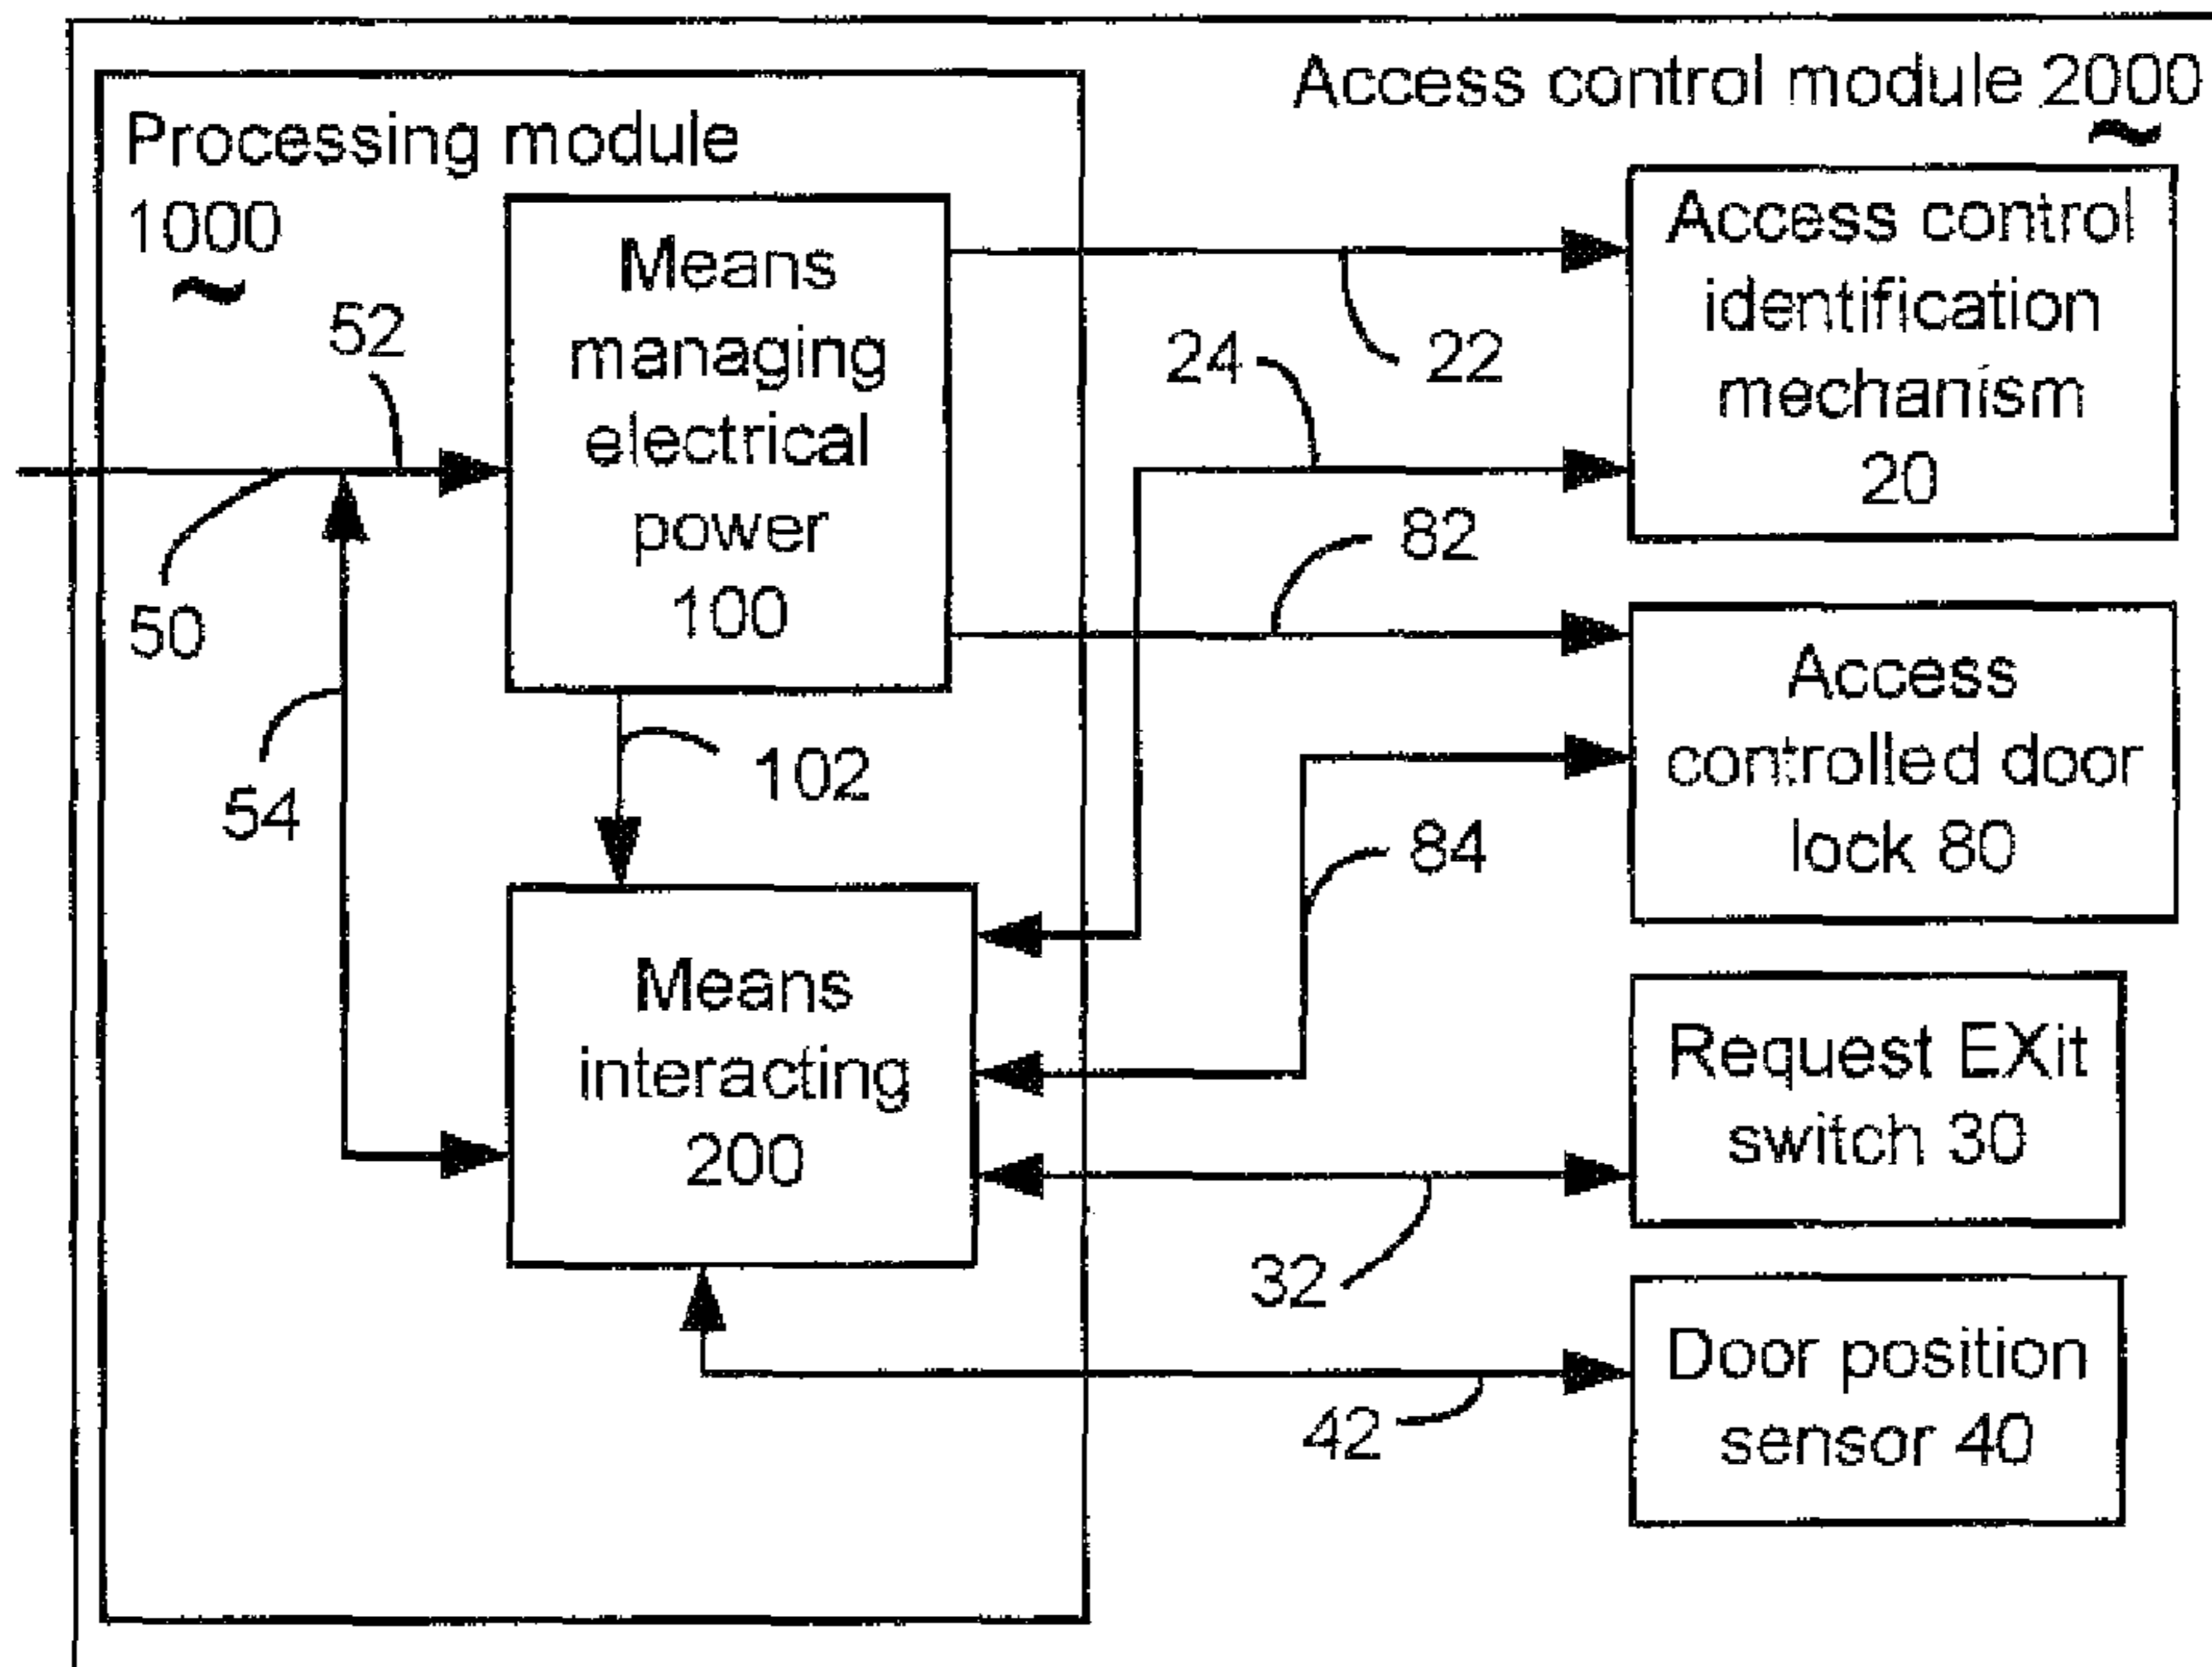 Access control module 2000
Processing module
1000
Means
managing
electrical
power
100
Access control
identification
mechanism
20
52
22
24
82
50
54
102
Access
controlled door
lock 80
84
Means
interacting
200
Request EXit
switch 30
32
Door position
sensor 40
42